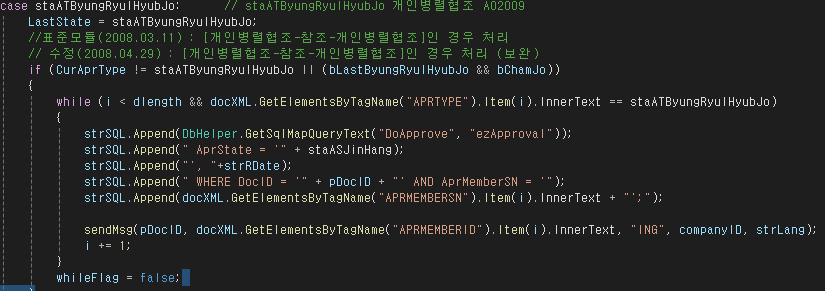 case staATByungRyulHyubJo:      // staATByungRyulHyubJo 개인병렬협조 A02009
LastState = staATByungRyulHyubJo;
//표준모듈(2008.03.11) : [개인병렬협조-참조-개인병렬협조]인 경우 처리
// 수정(2008.04.29) : [개인병렬협조-참조-개인병렬협조]인 경우 처리 (보완)
if (CurAprType != staATByungRyulHyubJo || (bLastByungRyulHyubJo && bChamJo))
{
while (i < dlength && docXML.GetElementsByTagName("APRTYPE").Item(i).InnerText == staATByungRyulHyubJo)
{
strSQL.Append(DbHelper.GetSqlMapQueryText("DoApprove", "ezApproval"));
strSQL.Append(" AprState = '" + staASJinHang);
strSQL.Append("', "+strRDate);
strSQL.Append(" WHERE DocID = '" + pDocID + "' AND AprMemberSN = '");
strSQL.Append(docXML.GetElementsByTagName("APRMEMBERSN").Item(i).InnerText + "';");
sendMsg(pDocID, docXML.GetElementsByTagName("APRMEMBERID").Item(i).InnerText, "ING", companyID, strLang);
i += 1;
}
whileFlag = false;